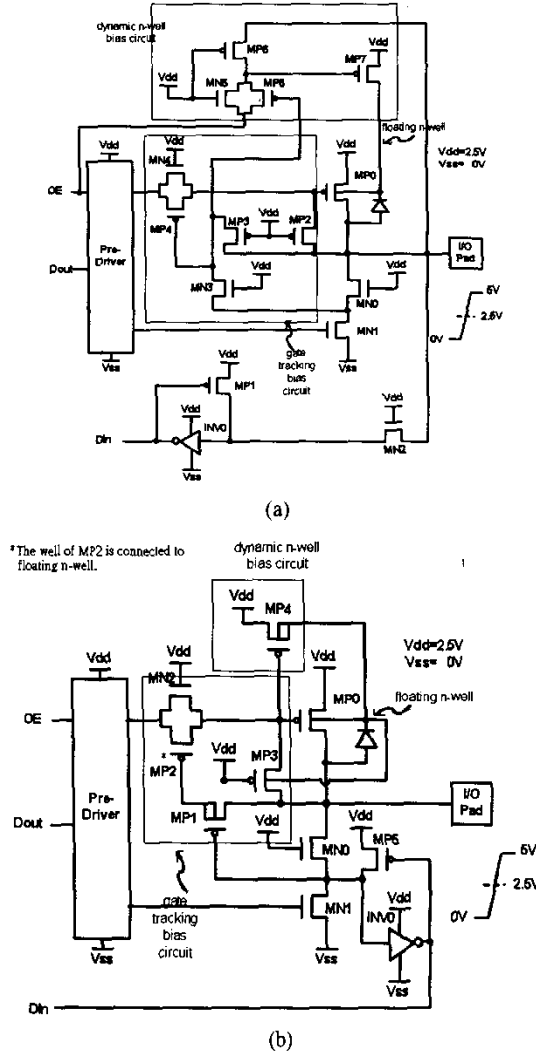 dynamic n-well
bias circuit
MP6
Vdd
MP7
Vdd
MN5
MP5
floating n-well
Vdd
Vdd
MN4
Vdd
Vdd=2.5V
Vss= 0V
OE
MP0
MP4
MP3
Vdd
MP2
Pre-
Driver
I/O
Pad
MN3
Vdd
Vdd
MN0
Dout
MN1
5V
2.5V
0V
Vss
gate
tracking
bias
circuit
Vss
Vdd
MP1
Vdd
INV0
Vdd
Din
MN2
Vss
(a)
*The well of MP2 is connected to
floating n-well.
dynamic n-well
bias circuit
Vdd
MP4
Vdd=2.5V
Vss= 0V
Vdd
Vdd
MN2
Vdd
MP0
floating n-well
OE
Vdd
MP3
*
MP2
Pre-
Driver
MP1
I/O
Pad
Dout
Vdd
MN0
Vdd
MP5
5V
2.5V
0V
gate
tracking
bias
circuit
MN1
INV0
Vdd
Vss
Vss
Vss
Din
(b)